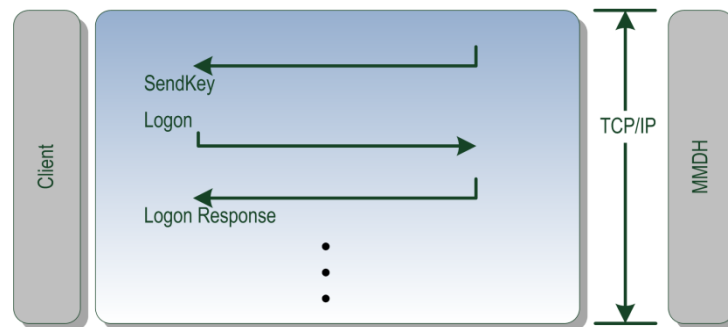 Client
SendKey
Logon
Logon Response
TCP/IP
MMDH